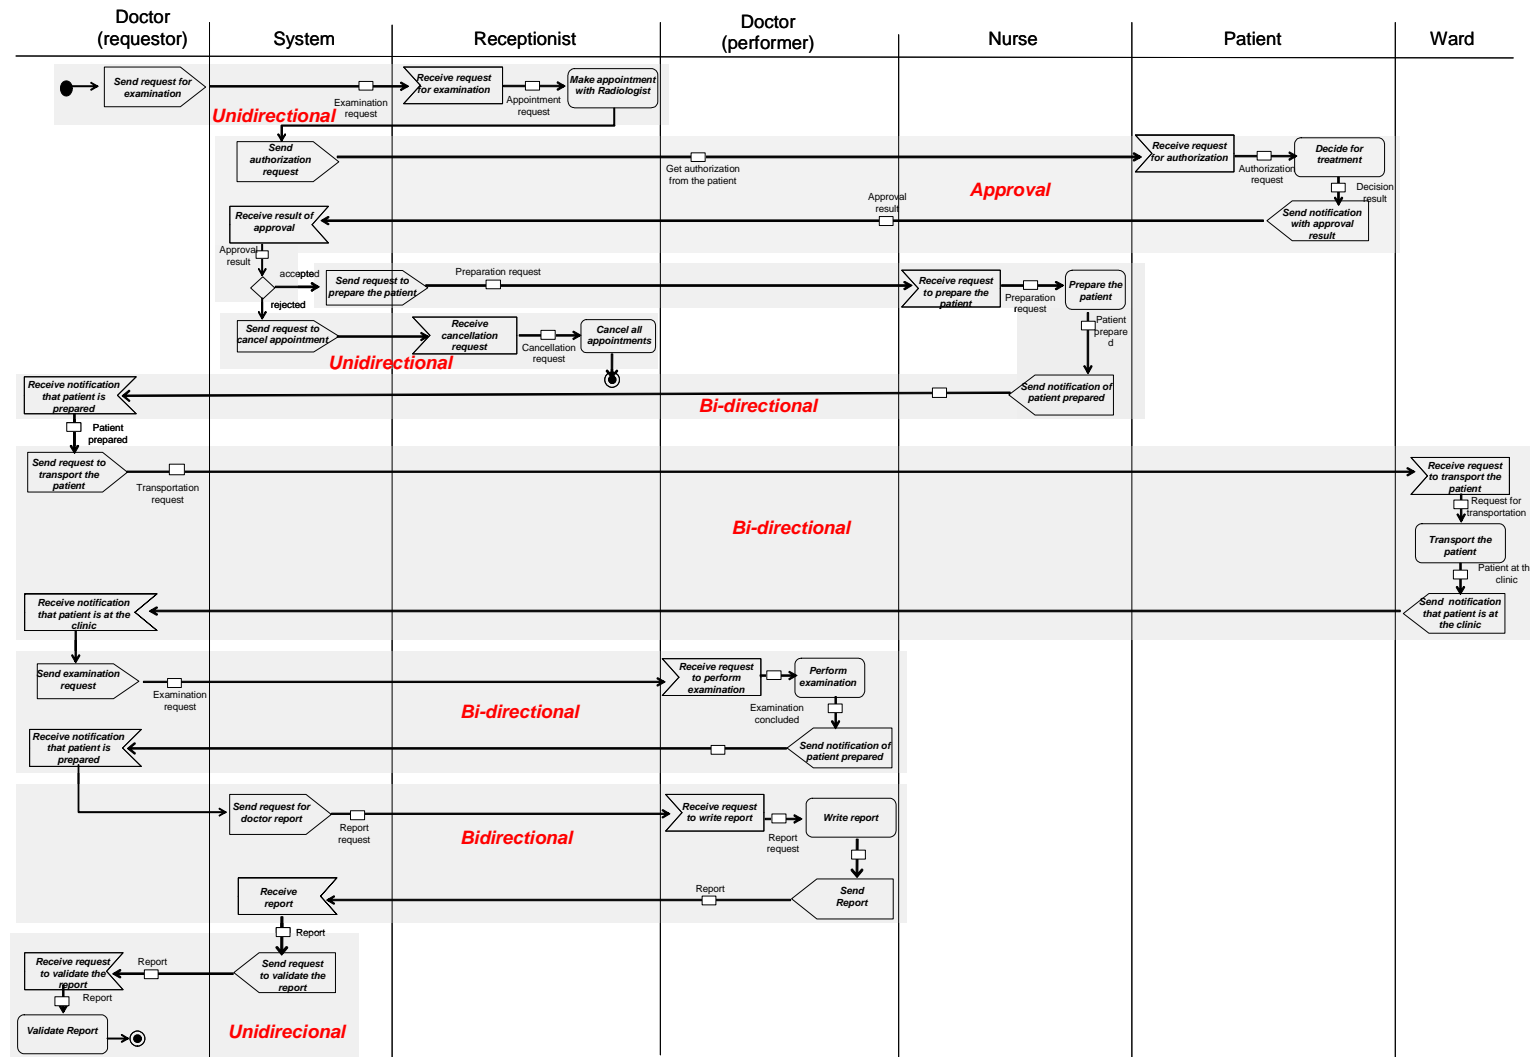 Doctor
(requestor)
System
Receptionist
Doctor
(performer)
Nurse
Patient
Ward
Send request for
examination
Examination
request
Receive request
for examination
Appointment
request
Make appointment
with Radiologist
Unidirectional
Send
authorization
request
Get authorization
from the patient
Receive request
for authorization
Authorization
request
Decide for
treatment
Decision
result
Approval
Receive result of
approval
Approval
result
Send notification
with approval
result
Approval
result
accepted
rejected
Send request to
prepare the patient
Preparation request
Receive request
to prepare the
patient
Preparation
request
Prepare the
patient
Patient
prepare
d
Send request to
cancel appointment
Receive
cancellation
request
Cancellation
request
Cancel all
appointments
Unidirectional
Receive notification
that patient is
prepared
Send notification of
patient prepared
Bi-directional
Patient
prepared
Send request to
transport the
patient
Transportation
request
Receive request
to transport the
patient
Request for
transportation
Bi-directional
Transport the
patient
Patient at th
clinic
Receive notification
that patient is at the
clinic
Send notification
that patient is at
the clinic
Send examination
request
Examination
request
Receive request
to perform
examination
Perform
examination
Examination
concluded
Bi-directional
Receive notification
that patient is
prepared
Send notification of
patient prepared
Send request for
doctor report
Report
request
Receive request
to write report
Report
request
Write report
Bidirectional
Receive
report
Report
Send
Report
Report
Receive request
to validate the
report
Report
Send request
to validate the
report
Report
Validate Report
Unidirecional